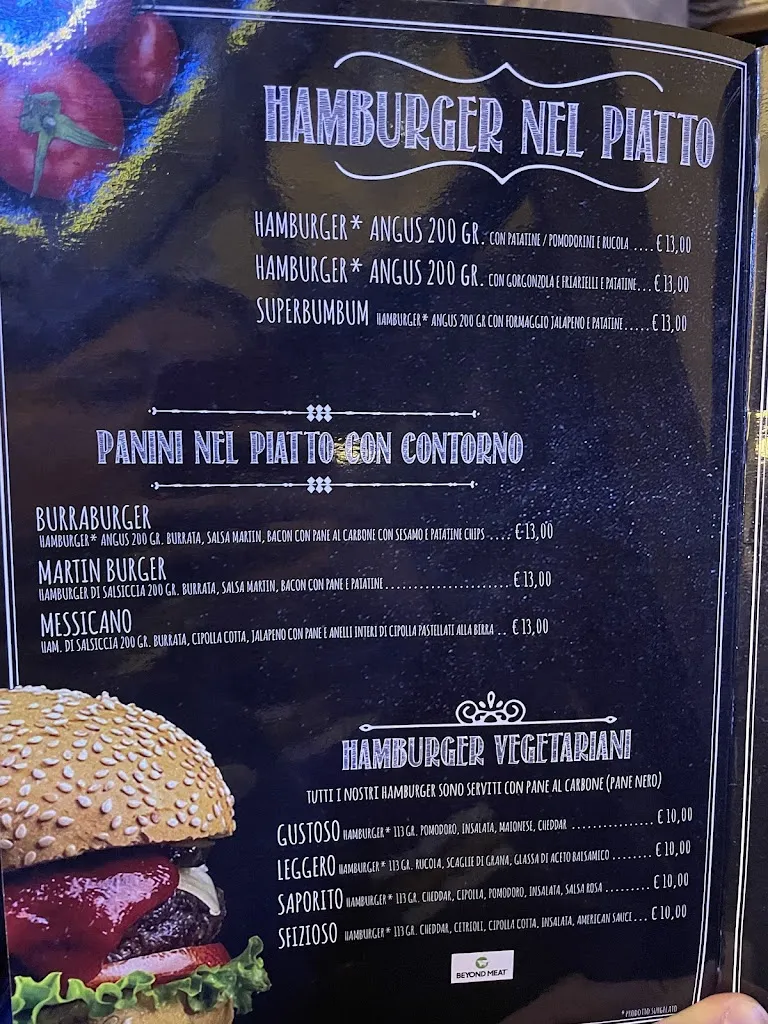 HAMBURGER NEL PIATTO
HAMBURGER* ANGUS 200 GR. CON PATATINE / POMODORINI E RUCOLA .... € 13,00
HAMBURGER* ANGUS 200 GR. CON GORGONZOLA E FRIARIELLI E PATATINE... € 13,00
SUPERBUMBUM HAMBURGER* ANGUS 200 GR CON FORMAGGIO JALAPENO E PATATINE..... € 13,00
PANINI NEL PIATTO CON CONTORNO
BURRABURGER
HAMBURGER* ANGUS 200 GR. BURRATA, SALSA MARTIN, BACON CON PANE AL CARBONE CON SESAMO E PATATINE CHIPS .... € 13,00
MARTIN BURGER
HAMBURGER DI SALSICCIA 200 GR. BURRATA, SALSA MARTIN, BACON CON PANE E PATATINE ....................... € 13,00
MESSICANO
HAM. DI SALSICCIA 200 GR. BURRATA, CIPOLLA COTTA, JALAPENO CON PANE E ANELLI INTERI DI CIPOLLA PASTELLATI ALLA BIRRA .. € 13,00
HAMBURGER VEGETARIANI
TUTTI I NOSTRI HAMBURGER SONO SERVITI CON PANE AL CARBONE (PANE NERO)
GUSTOSO HAMBURGER* 113 GR. POMODORO, INSALATA, MAIONESE, CHEDDAR ................ € 10,00
LEGGERO HAMBURGER* 113 GR. RUCOLA, SCAGLIE DI GRANA, GLASSA DI ACETO BALSAMICO ........ € 10,00
SAPORITO HAMBURGER* 113 GR. CHEDDAR, CIPOLLA, POMODORO, INSALATA, SALSA ROSA ......... € 10,00
SFIZIOSO HAMBURGER* 113 GR. CHEDDAR, CETRIOLI, CIPOLLA COTTA, INSALATA, AMERICAN SAUCE... € 10,00
BEYOND MEAT
* PRODOTTO SURGELATO